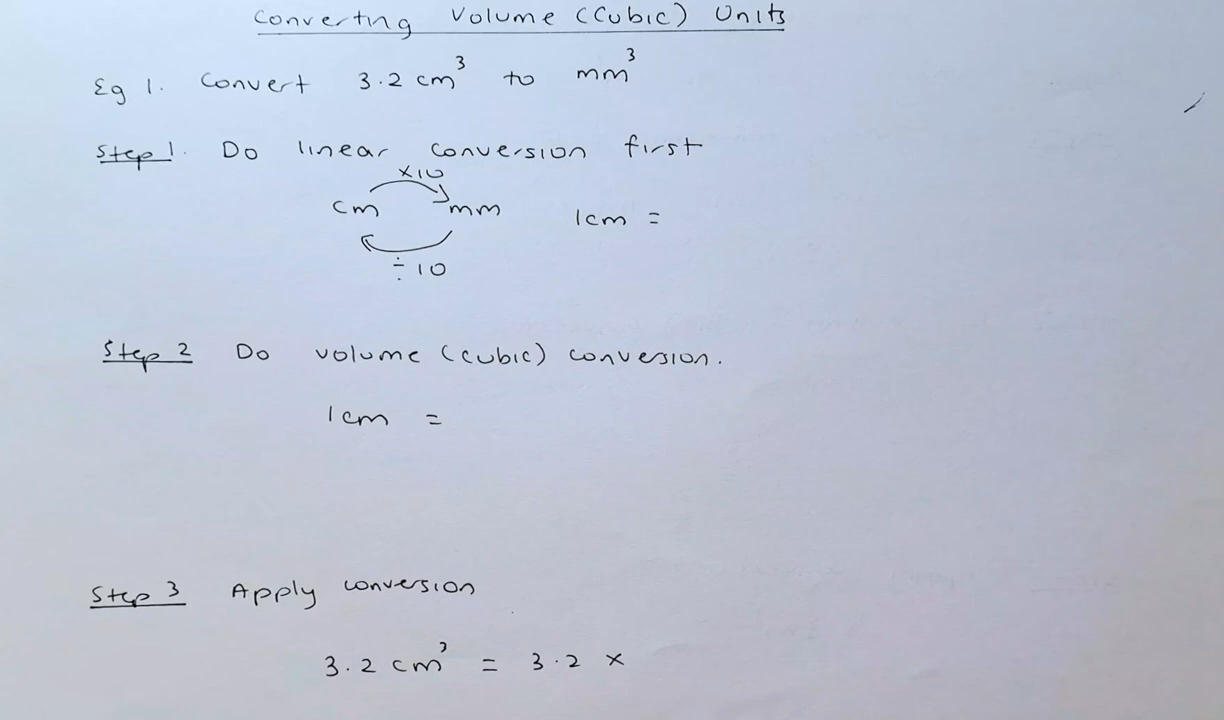 Converting Volume (Cubic) Units
Eg 1. Convert 3.2 cm³ to mm³
Step 1. Do linear conversion first
×10
cm mm 1cm =
÷ 10
Step 2 Do volume (cubic) conversion.
1cm =
Step 3 Apply conversion
3.2 cm³ = 3.2 ×